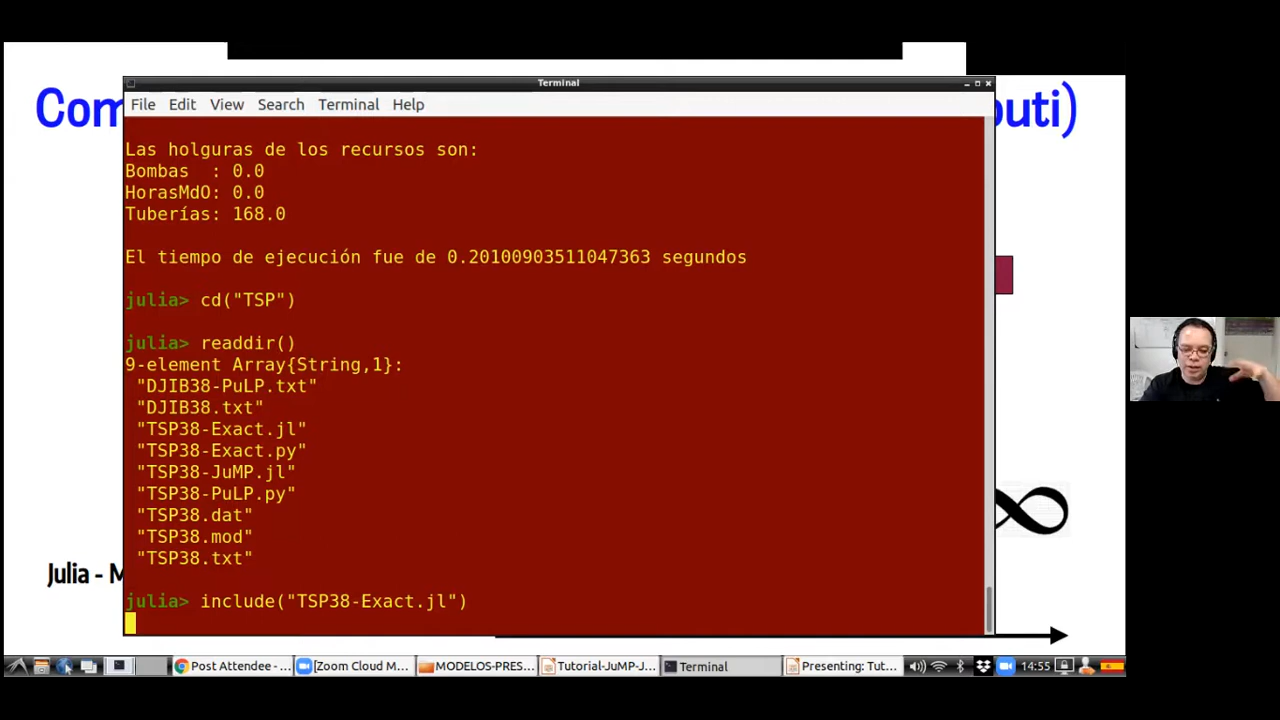 Terminal
File Edit View Search Terminal Help
Com
outi)
Las holguras de los recursos son:
Bombas : 0.0
HorasMdO: 0.0
Tuberías: 168.0
El tiempo de ejecución fue de 0.20100903511047363 segundos
julia> cd("TSP")
julia> readdir()
9-element Array{String,1}:
"DJIB38-PuLP.txt"
"DJIB38.txt"
"TSP38-Exact.jl"
"TSP38-Exact.py"
"TSP38-JuMP.jl"
"TSP38-PuLP.py"
"TSP38.dat"
"TSP38.mod"
"TSP38.txt"
Julia - M
julia> include("TSP38-Exact.jl")
Post Attendee - ...
[Zoom Cloud M...
MODELOS-PRES...
Tutorial-JuMP-J...
Terminal
Presenting: Tut...
14:55